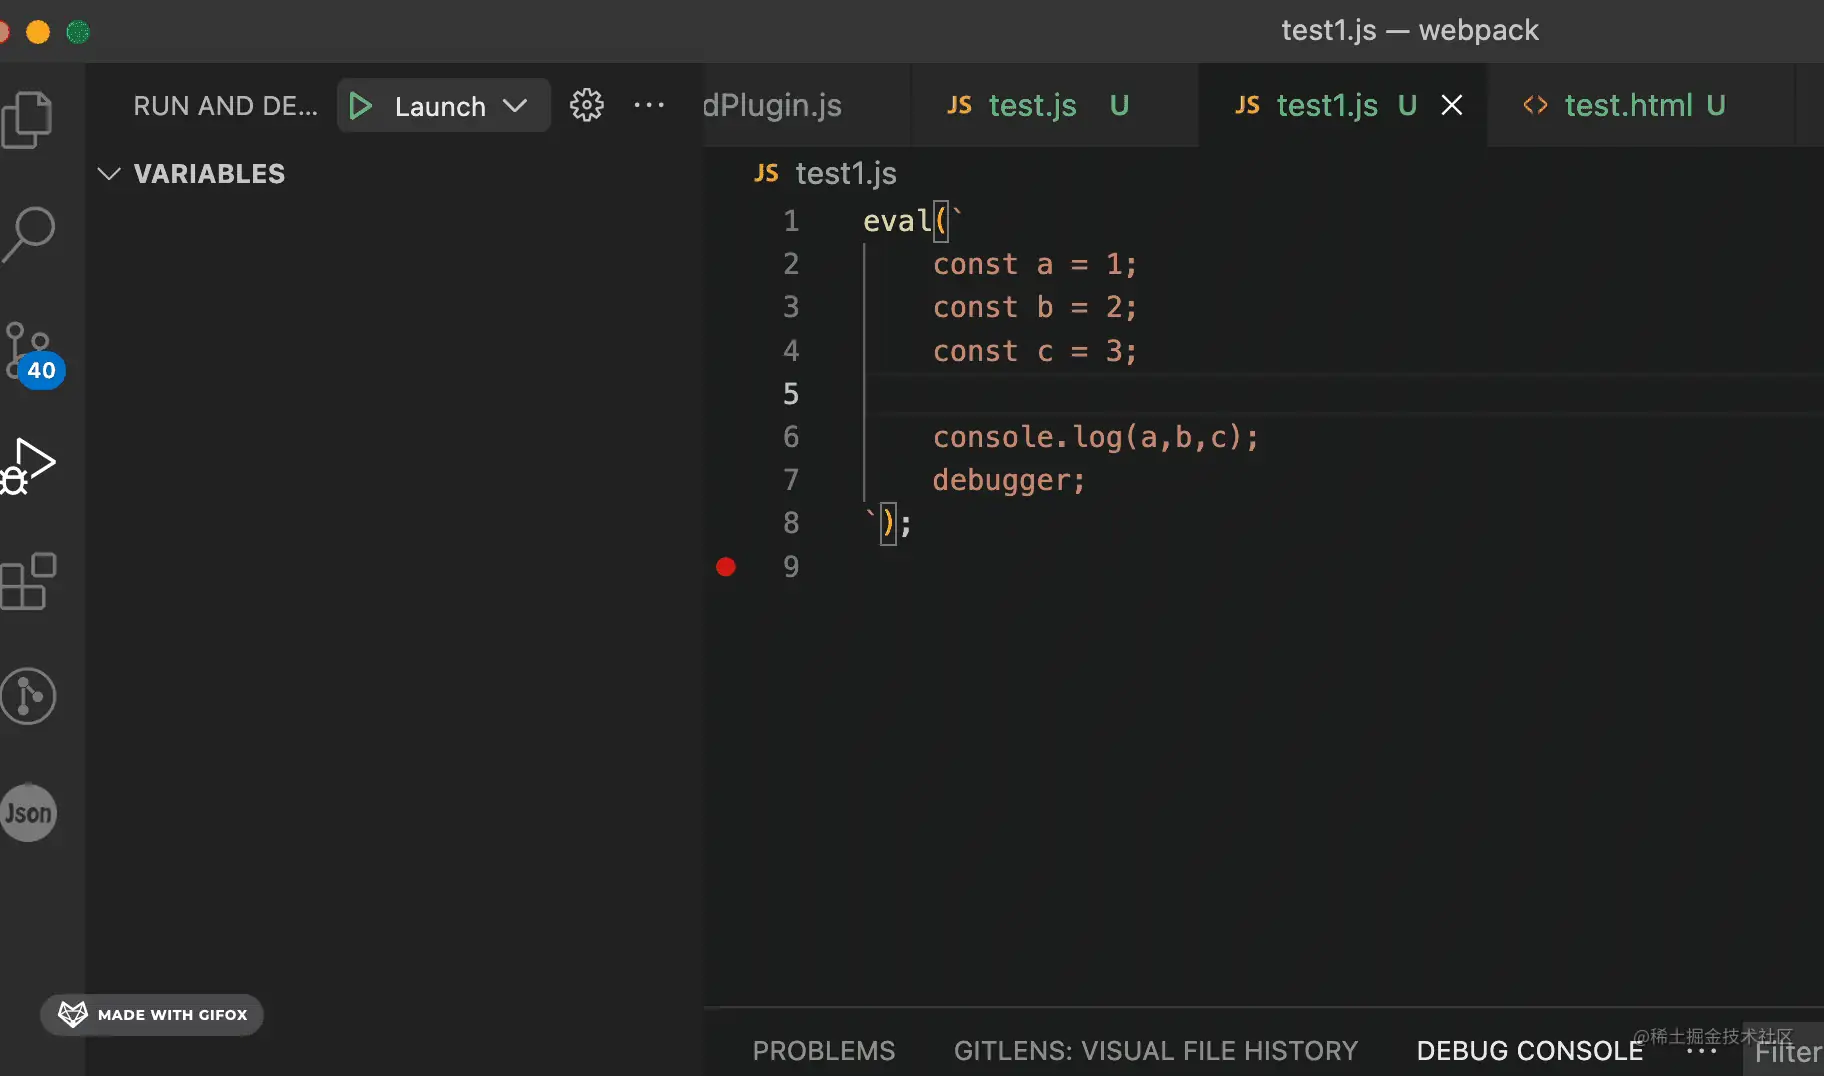 test1.js — webpack
RUN AND DE... Launch
dPlugin.js
JS test.js U
JS test1.js U
<> test.html U
VARIABLES
JS test1.js
1 eval(`
2 const a = 1;
3 const b = 2;
4 const c = 3;
5
6 console.log(a,b,c);
7 debugger;
8 `);
9
40
Json
MADE WITH GIFOX
PROBLEMS GITLENS: VISUAL FILE HISTORY DEBUG CONSOLE ... Filter
@稀土掘金技术社区